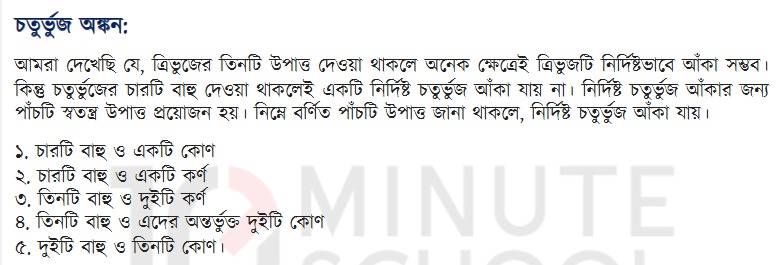 চতুর্ভুজ অঙ্কন:
আমরা দেখেছি যে, ত্রিভুজের তিনটি উপাত্ত দেওয়া থাকলে অনেক ক্ষেত্রেই ত্রিভুজটি নির্দিষ্টভাবে আঁকা সম্ভব।
কিন্তু চতুর্ভুজের চারটি বাহু দেওয়া থাকলেই একটি নির্দিষ্ট চতুর্ভুজ আঁকা যায় না। নির্দিষ্ট চতুর্ভুজ আঁকার জন্য
পাঁচটি স্বতন্ত্র উপাত্ত প্রয়োজন হয়। নিম্নে বর্ণিত পাঁচটি উপাত্ত জানা থাকলে, নির্দিষ্ট চতুর্ভুজ আঁকা যায়।
১. চারটি বাহু ও একটি কোণ
২. চারটি বাহু ও একটি কর্ণ
৩. তিনটি বাহু ও দুইটি কর্ণ
৪. তিনটি বাহু ও এদের অন্তর্ভুক্ত দুইটি কোণ
৫. দুইটি বাহু ও তিনটি কোণ।
MINUTE
SCHOOL